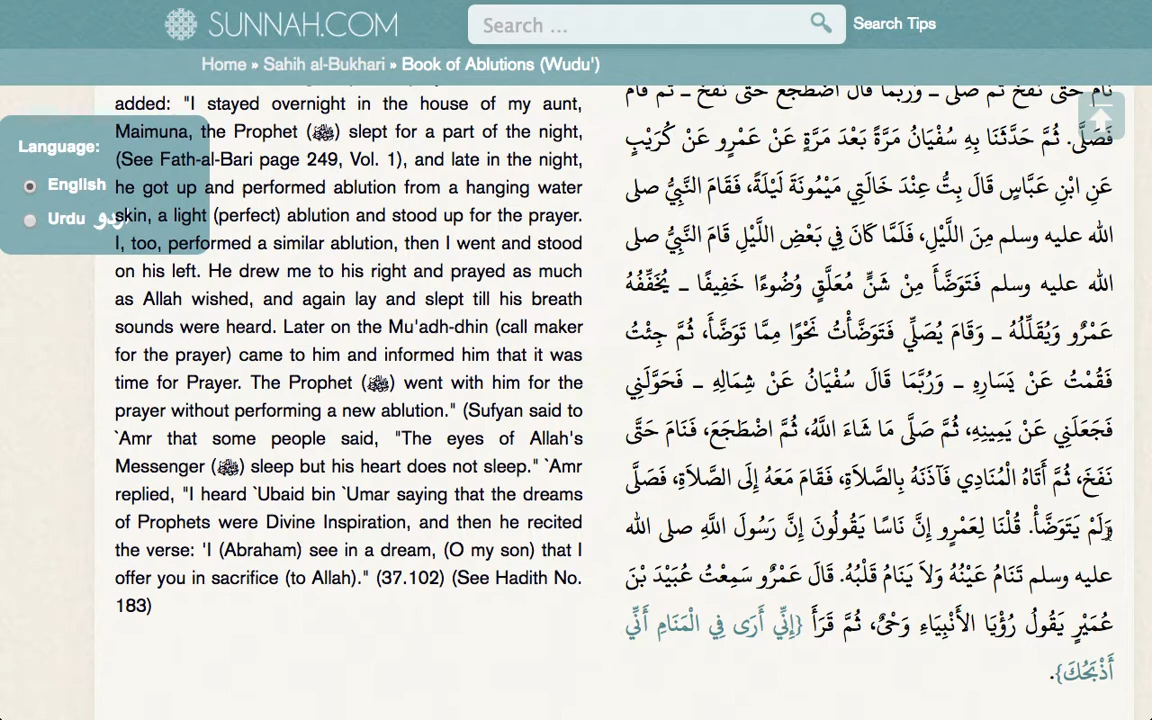 SUNNAH.COM
Search ...
Search Tips
Home » Sahih al-Bukhari » Book of Ablutions (Wudu')
Language:
English
Urdu اردو
added: "I stayed overnight in the house of my aunt,
Maimuna, the Prophet (ﷺ) slept for a part of the night,
(See Fath-al-Bari page 249, Vol. 1), and late in the night,
he got up and performed ablution from a hanging water
skin, a light (perfect) ablution and stood up for the prayer.
I, too, performed a similar ablution, then I went and stood
on his left. He drew me to his right and prayed as much
as Allah wished, and again lay and slept till his breath
sounds were heard. Later on the Mu'adh-dhin (call maker
for the prayer) came to him and informed him that it was
time for Prayer. The Prophet (ﷺ) went with him for the
prayer without performing a new ablution." (Sufyan said to
`Amr that some people said, "The eyes of Allah's
Messenger (ﷺ) sleep but his heart does not sleep." `Amr
replied, "I heard `Ubaid bin `Umar saying that the dreams
of Prophets were Divine Inspiration, and then he recited
the verse: 'I (Abraham) see in a dream, (O my son) that I
offer you in sacrifice (to Allah)." (37.102) (See Hadith No.
183)
نَامَ حَتَّى نَفَخَ ثُمَّ صَلَّى ـ وَرُبَّمَا قَالَ اضْطَجَعَ حَتَّى نَفَخَ ـ ثُمَّ قَامَ
فَصَلَّى. ثُمَّ حَدَّثَنَا بِهِ سُفْيَانُ مَرَّةً بَعْدَ مَرَّةٍ عَنْ عَمْرٍو عَنْ كُرَيْبٍ
عَنِ ابْنِ عَبَّاسٍ قَالَ بِتُّ عِنْدَ خَالَتِي مَيْمُونَةَ لَيْلَةً، فَقَامَ النَّبِيُّ صلى
الله عليه وسلم مِنَ اللَّيْلِ، فَلَمَّا كَانَ فِي بَعْضِ اللَّيْلِ قَامَ النَّبِيُّ صلى
الله عليه وسلم فَتَوَضَّأَ مِنْ شَنٍّ مُعَلَّقٍ وُضُوءًا خَفِيفًا ـ يُخَفِّفُهُ
عَمْرٌو وَيُقَلِّلُهُ ـ وَقَامَ يُصَلِّي فَتَوَضَّأْتُ نَحْوًا مِمَّا تَوَضَّأَ، ثُمَّ جِئْتُ
فَقُمْتُ عَنْ يَسَارِهِ ـ وَرُبَّمَا قَالَ سُفْيَانُ عَنْ شِمَالِهِ ـ فَحَوَّلَنِي
فَجَعَلَنِي عَنْ يَمِينِهِ، ثُمَّ صَلَّى مَا شَاءَ اللَّهُ، ثُمَّ اضْطَجَعَ، فَنَامَ حَتَّى
نَفَخَ، ثُمَّ أَتَاهُ الْمُنَادِي فَآذَنَهُ بِالصَّلاَةِ، فَقَامَ مَعَهُ إِلَى الصَّلاَةِ، فَصَلَّى
وَلَمْ يَتَوَضَّأْ. قُلْنَا لِعَمْرٍو إِنَّ نَاسًا يَقُولُونَ إِنَّ رَسُولَ اللَّهِ صلى الله
عليه وسلم تَنَامُ عَيْنُهُ وَلاَ يَنَامُ قَلْبُهُ. قَالَ عَمْرٌو سَمِعْتُ عُبَيْدَ بْنَ
عُمَيْرٍ يَقُولُ رُؤْيَا الأَنْبِيَاءِ وَحْىٌ، ثُمَّ قَرَأَ {إِنِّي أَرَى فِي الْمَنَامِ أَنِّي
أَذْبَحُكَ}.